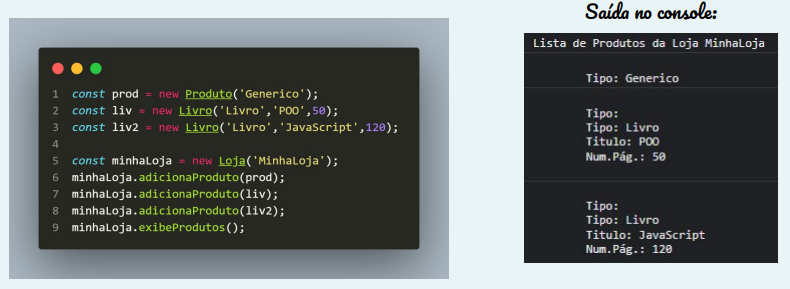 Saída no console:
1 const prod = new Produto('Generico');
2 const liv = new Livro('Livro','POO',50);
3 const liv2 = new Livro('Livro','JavaScript',120);
4
5 const minhaLoja = new Loja('MinhaLoja');
6 minhaLoja.adicionaProduto(prod);
7 minhaLoja.adicionaProduto(liv);
8 minhaLoja.adicionaProduto(liv2);
9 minhaLoja.exibeProdutos();
Lista de Produtos da Loja MinhaLoja
Tipo: Generico
Tipo:
Tipo: Livro
Titulo: POO
Num.Pág.: 50
Tipo:
Tipo: Livro
Titulo: JavaScript
Num.Pág.: 120